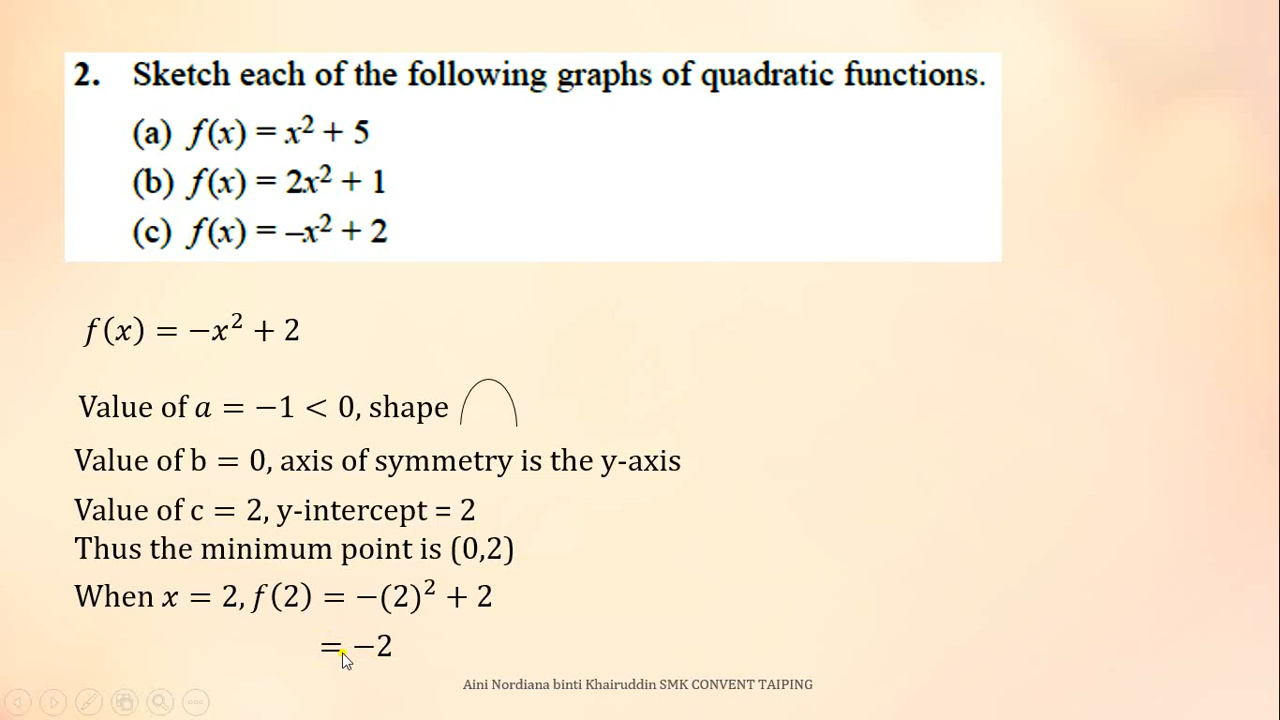 2. Sketch each of the following graphs of quadratic functions.
(a) f(x) = x² + 5
(b) f(x) = 2x² + 1
(c) f(x) = –x² + 2
f(x) = −x² + 2
Value of a = −1 < 0, shape
Value of b = 0, axis of symmetry is the y-axis
Value of c = 2, y-intercept = 2
Thus the minimum point is (0,2)
When x = 2, f(2) = −(2)² + 2
= −2
Aini Nordiana binti Khairuddin SMK CONVENT TAIPING